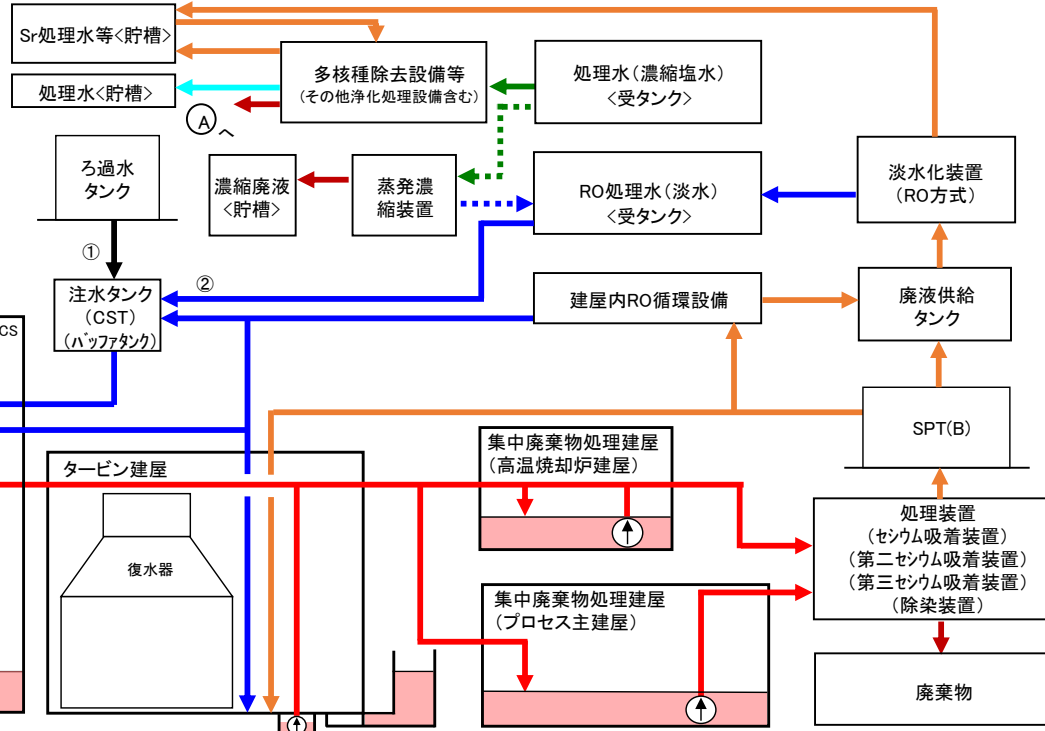 Sr処理水等<貯槽>
処理水<貯槽>
多核種除去設備等
(その他浄化処理設備含む)
処理水(濃縮塩水)
<受タンク>
A へ
ろ過水
タンク
濃縮廃液
<貯槽>
蒸発濃
縮装置
RO処理水(淡水)
<受タンク>
淡水化装置
(RO方式)
①
②
注水タンク
(CST)
(バッファタンク)
建屋内RO循環設備
廃液供給
タンク
CS
SPT(B)
タービン建屋
復水器
集中廃棄物処理建屋
(高温焼却炉建屋)
集中廃棄物処理建屋
(プロセス主建屋)
処理装置
(セシウム吸着装置)
(第二セシウム吸着装置)
(第三セシウム吸着装置)
(除染装置)
廃棄物